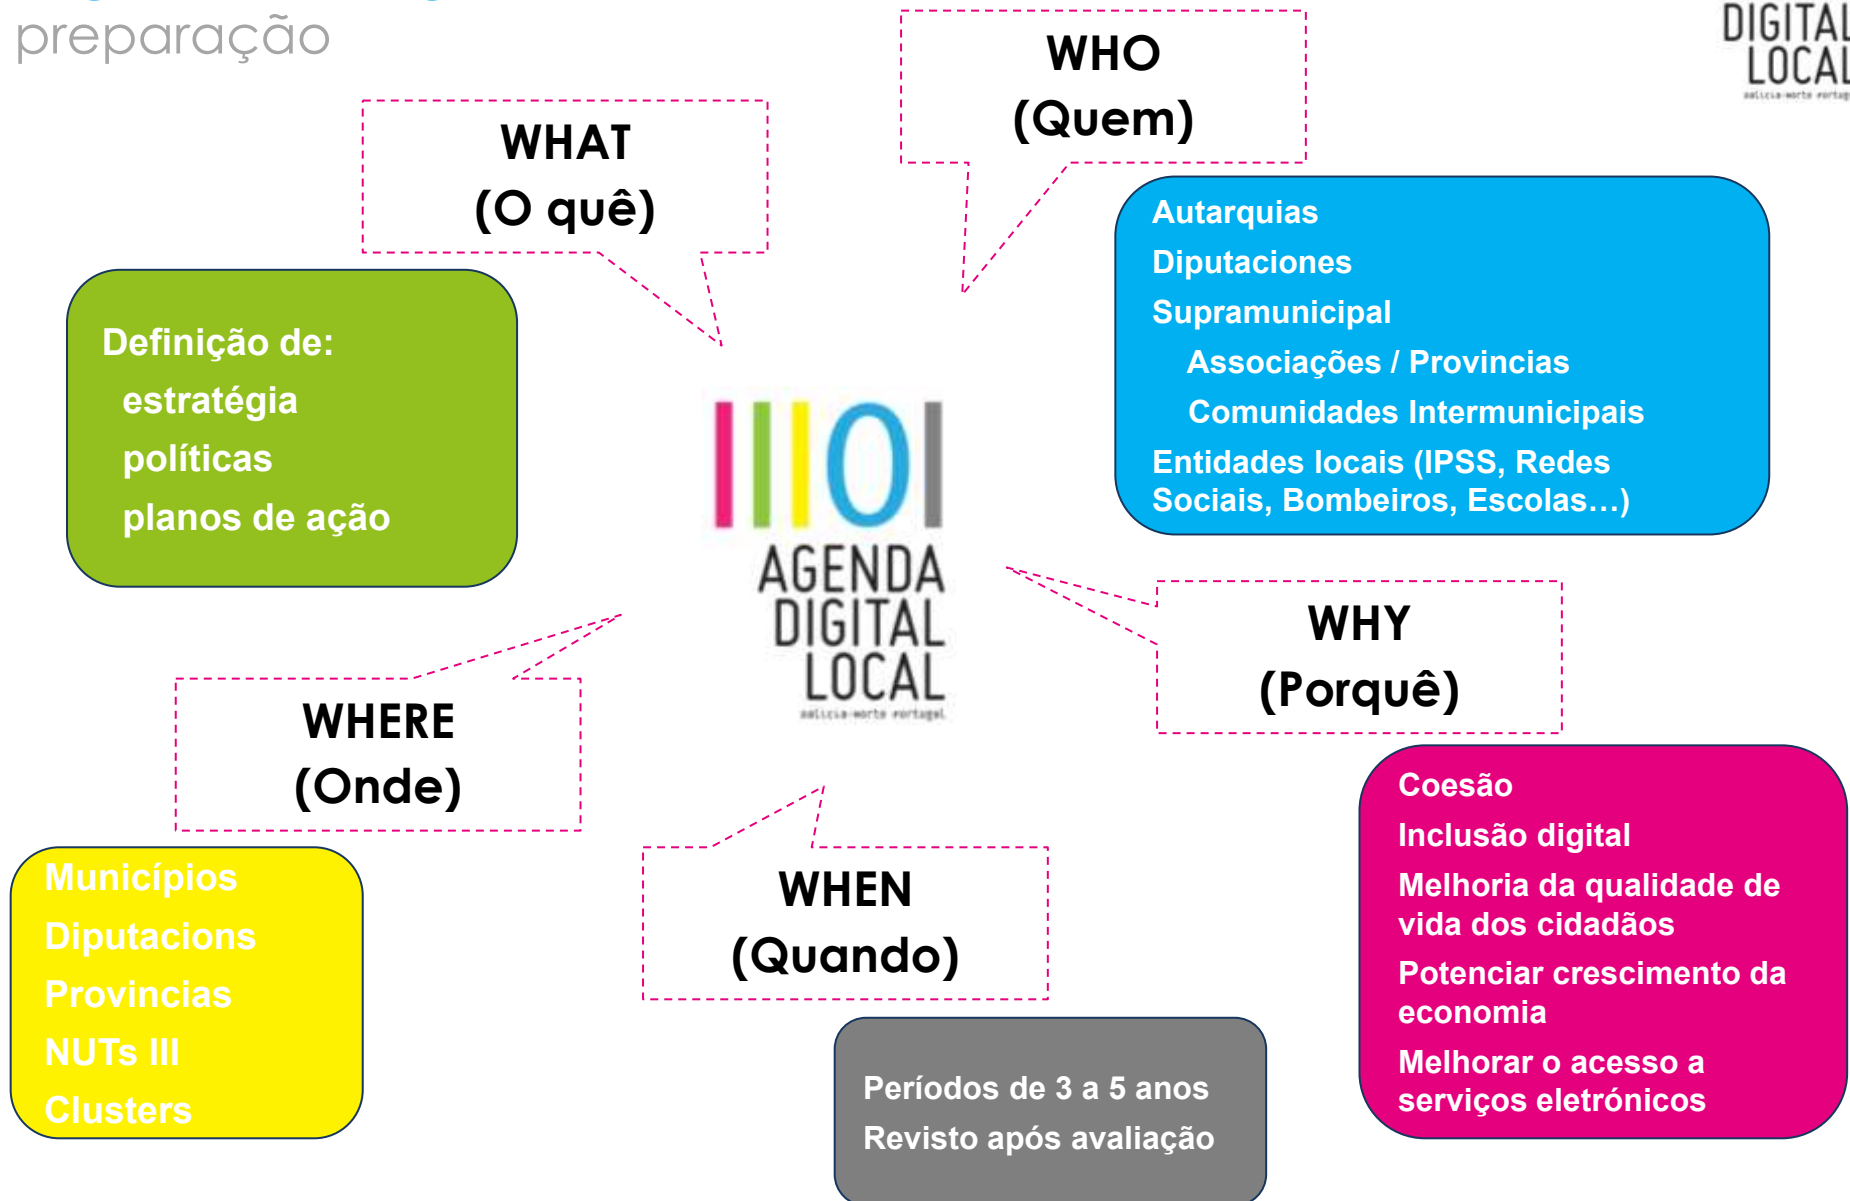 preparação
DIGITAL
LOCAL
WHO
(Quem)
WHAT
(O quê)
Autarquias
Diputaciones
Supramunicipal
Associações / Provincias
Comunidades Intermunicipais
Entidades locais (IPSS, Redes
Sociais, Bombeiros, Escolas…)
Definição de:
estratégia
políticas
planos de ação
AGENDA
DIGITAL
LOCAL
WHY
(Porquê)
WHERE
(Onde)
Coesão
Inclusão digital
Melhoria da qualidade de
vida dos cidadãos
Potenciar crescimento da
economia
Melhorar o acesso a
serviços eletrónicos
WHEN
(Quando)
Municípios
Diputacions
Provincias
NUTs III
Clusters
Períodos de 3 a 5 anos
Revisto após avaliação